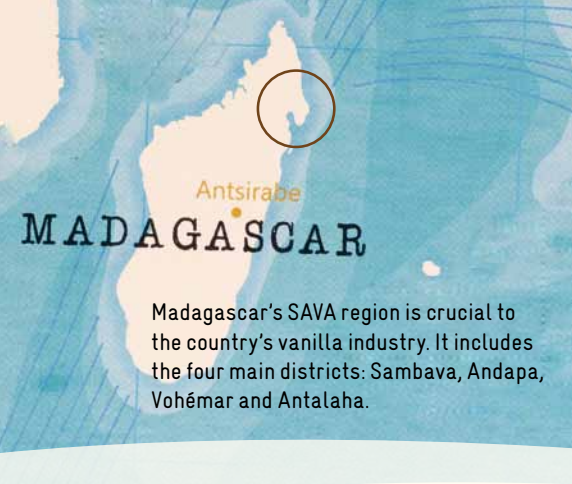 Antsirabe
MADAGASCAR
Madagascar's SAVA region is crucial to
the country's vanilla industry. It includes
the four main districts: Sambava, Andapa,
Vohémar and Antalaha.